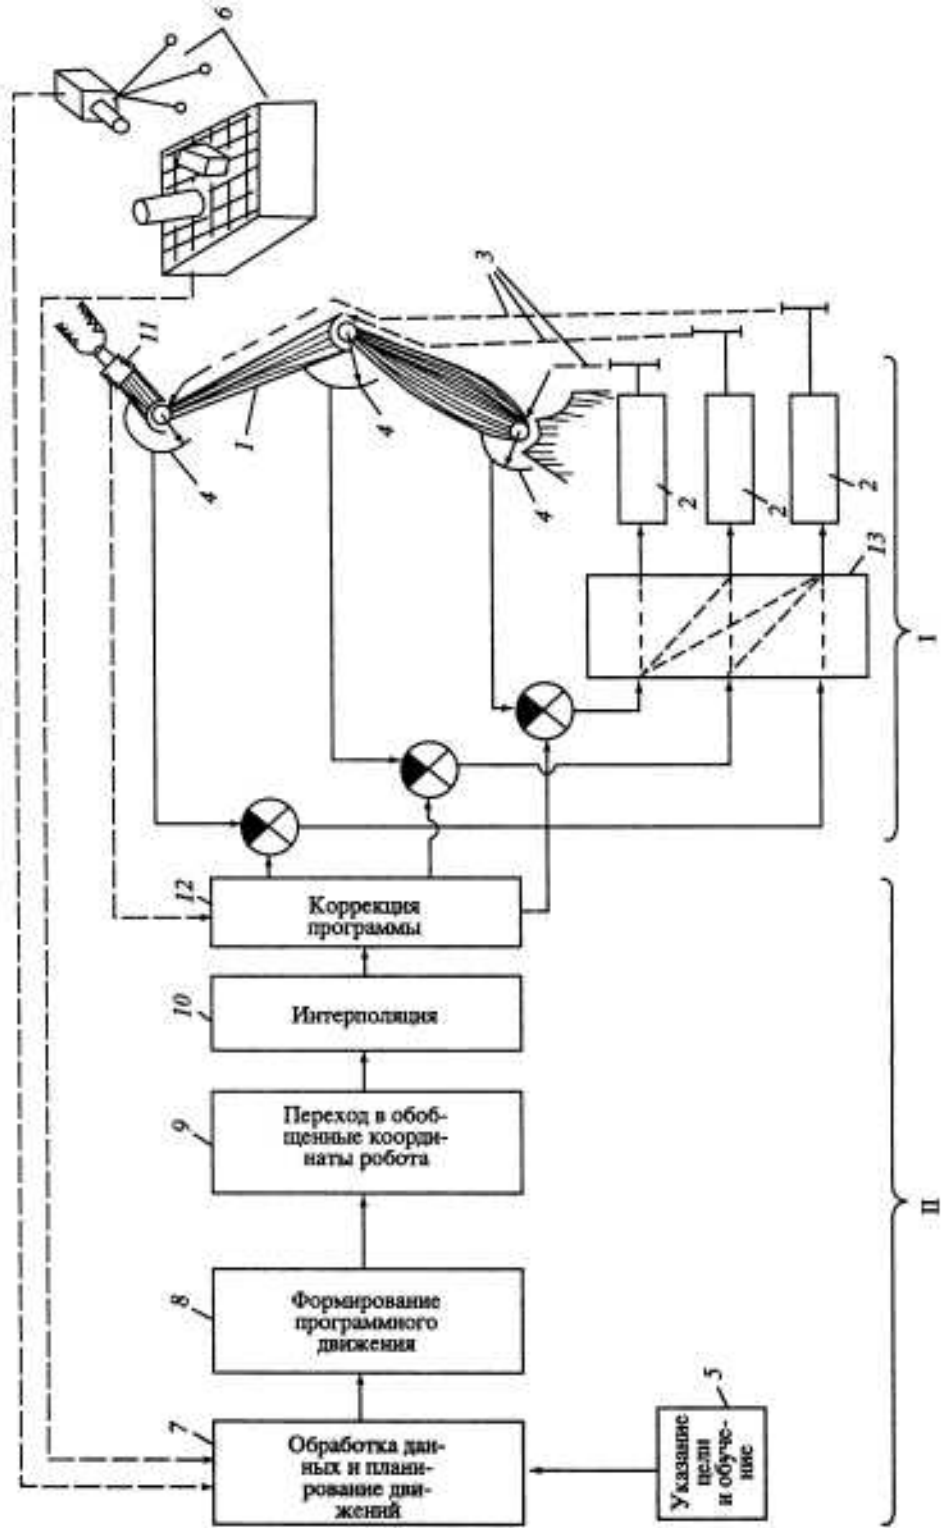 6
3
11
1
4
4
4
2
2
2
13
I
12
Коррекция
программы
10
Интерполяция
9
Переход в обоб-
щенные коорди-
наты робота
II
8
Формирование
программного
движения
7
Обработка дан-
ных и плани-
рование дви-
жений
5
Указание
цели
и обуче-
ние